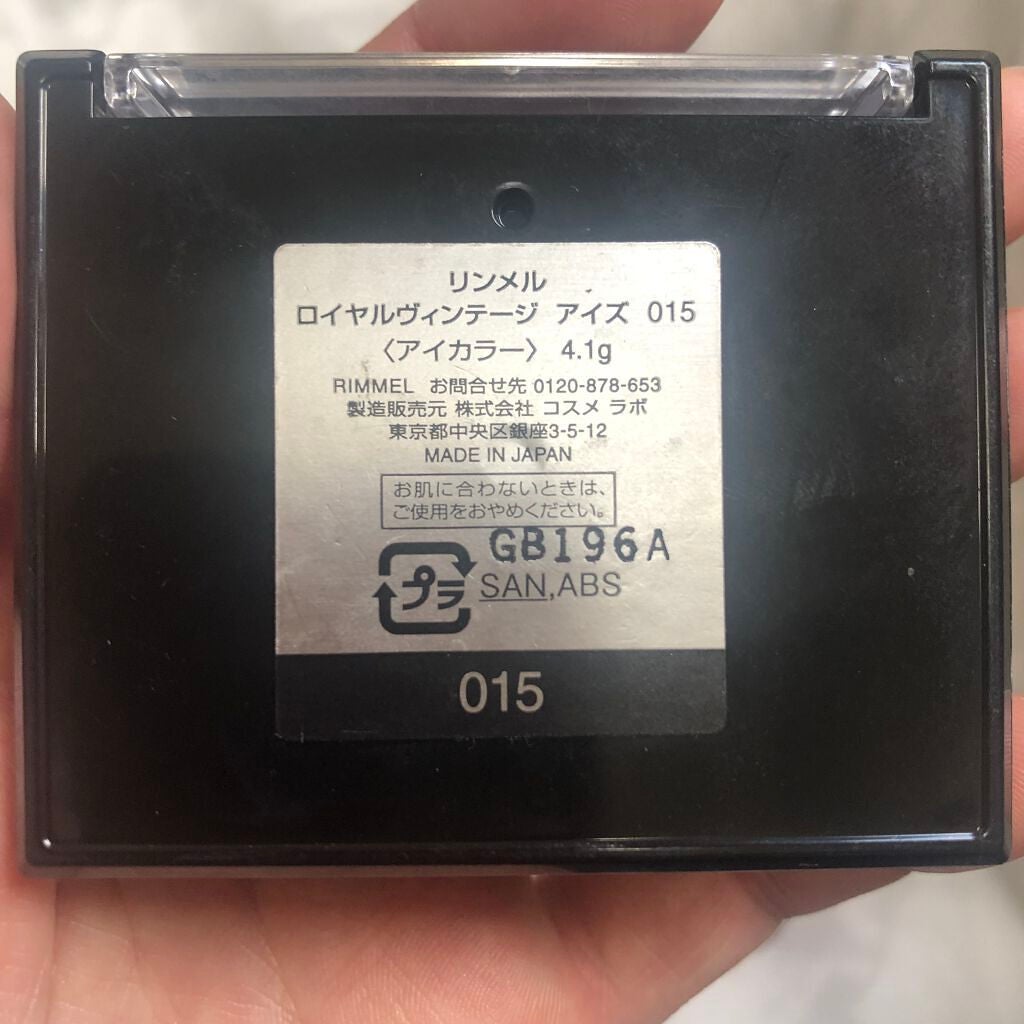 リンメル
ロイヤルヴィンテージ アイズ 015
〈アイカラー〉 4.1g
RIMMEL お問合せ先 0120-878-653
製造販売元 株式会社 コスメ ラボ
東京都中央区銀座3-5-12
MADE IN JAPAN
お肌に合わないときは、
ご使用をおやめください。
GB196A
プラ SAN,ABS
015